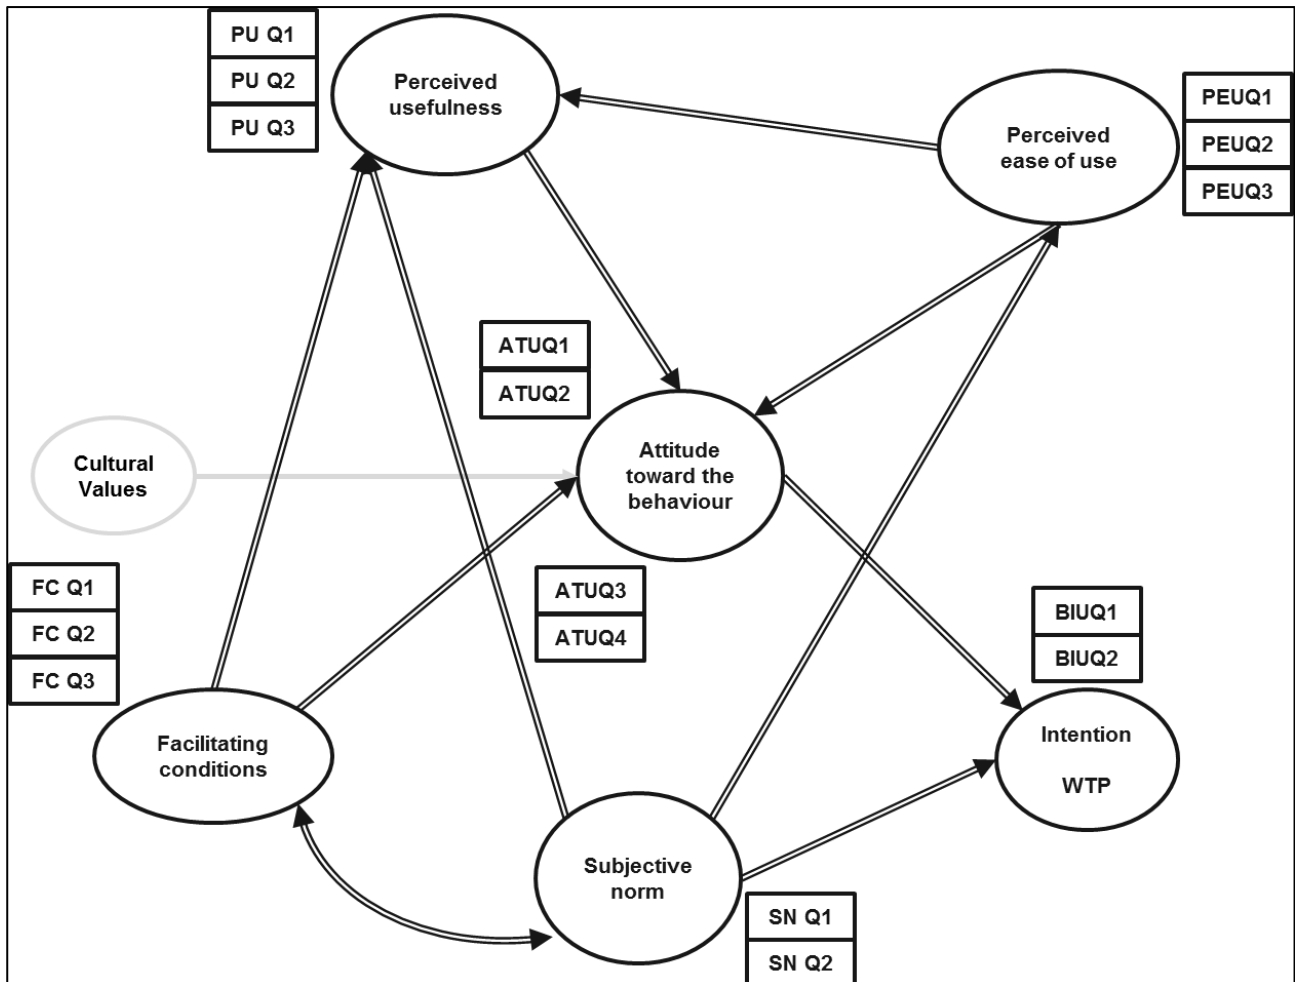 PU Q1
PU Q2
PU Q3
Perceived
usefulness
Perceived
ease of use
PEUQ1
PEUQ2
PEUQ3
ATUQ1
ATUQ2
Cultural
Values
Attitude
toward the
behaviour
FC Q1
FC Q2
FC Q3
ATUQ3
ATUQ4
BIUQ1
BIUQ2
Facilitating
conditions
Intention
WTP
Subjective
norm
SN Q1
SN Q2